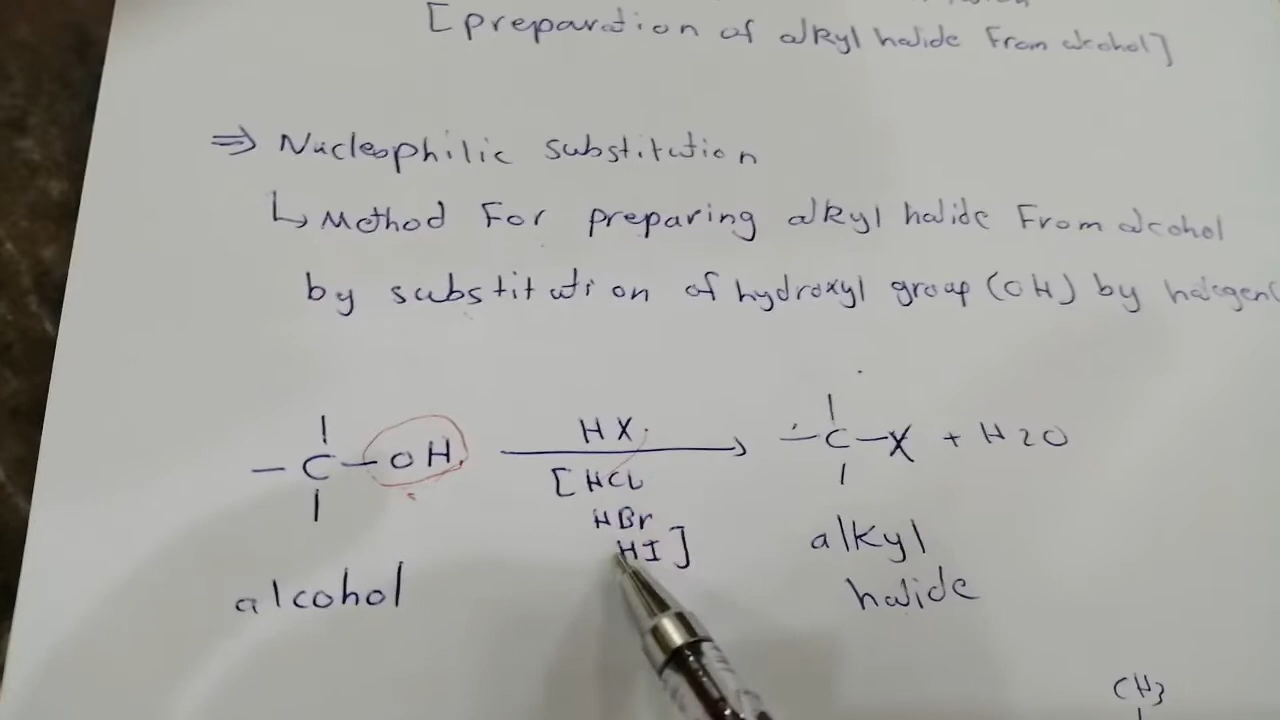 [preparation of alkyl halide From alcohol]
⇒ Nucleophilic substitution
↳ Method For preparing alkyl halide From alcohol
by substitution of hydroxyl group (OH) by halogen(
— C — OH
HX
[HCl
HBr
HI]
— C — X + H2O
alcohol
alkyl
halide
CH3